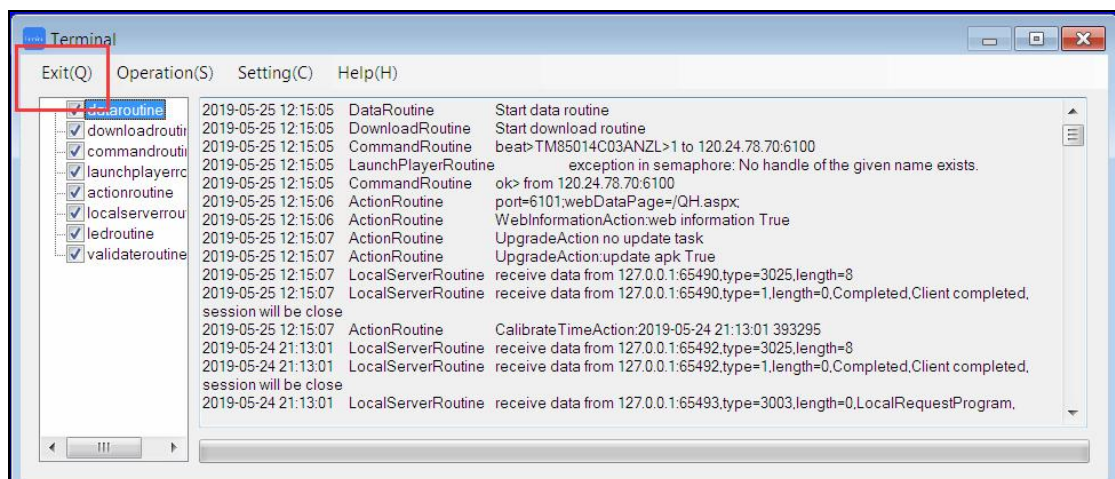 Terminal
Exit(Q) Operation(S) Setting(C) Help(H)
dataroutine
downloadroutin
commandroutin
launchplayerro
actionroutine
localserverrou
ledroutine
validateroutine
2019-05-25 12:15:05 DataRoutine Start data routine
2019-05-25 12:15:05 DownloadRoutine Start download routine
2019-05-25 12:15:05 CommandRoutine beat>TM85014C03ANZL>1 to 120.24.78.70:6100
2019-05-25 12:15:05 LaunchPlayerRoutine exception in semaphore: No handle of the given name exists.
2019-05-25 12:15:05 CommandRoutine ok> from 120.24.78.70:6100
2019-05-25 12:15:06 ActionRoutine port=6101;webDataPage=/QH.aspx;
2019-05-25 12:15:06 ActionRoutine WebInformationAction:web information True
2019-05-25 12:15:07 ActionRoutine UpgradeAction no update task
2019-05-25 12:15:07 ActionRoutine UpgradeAction:update apk True
2019-05-25 12:15:07 LocalServerRoutine receive data from 127.0.0.1:65490,type=3025,length=8
2019-05-25 12:15:07 LocalServerRoutine receive data from 127.0.0.1:65490,type=1,length=0,Completed,Client completed,
session will be close
2019-05-25 12:15:07 ActionRoutine CalibrateTimeAction:2019-05-24 21:13:01 393295
2019-05-24 21:13:01 LocalServerRoutine receive data from 127.0.0.1:65492,type=3025,length=8
2019-05-24 21:13:01 LocalServerRoutine receive data from 127.0.0.1:65492,type=1,length=0,Completed,Client completed,
session will be close
2019-05-24 21:13:01 LocalServerRoutine receive data from 127.0.0.1:65493,type=3003,length=0,LocalRequestProgram,